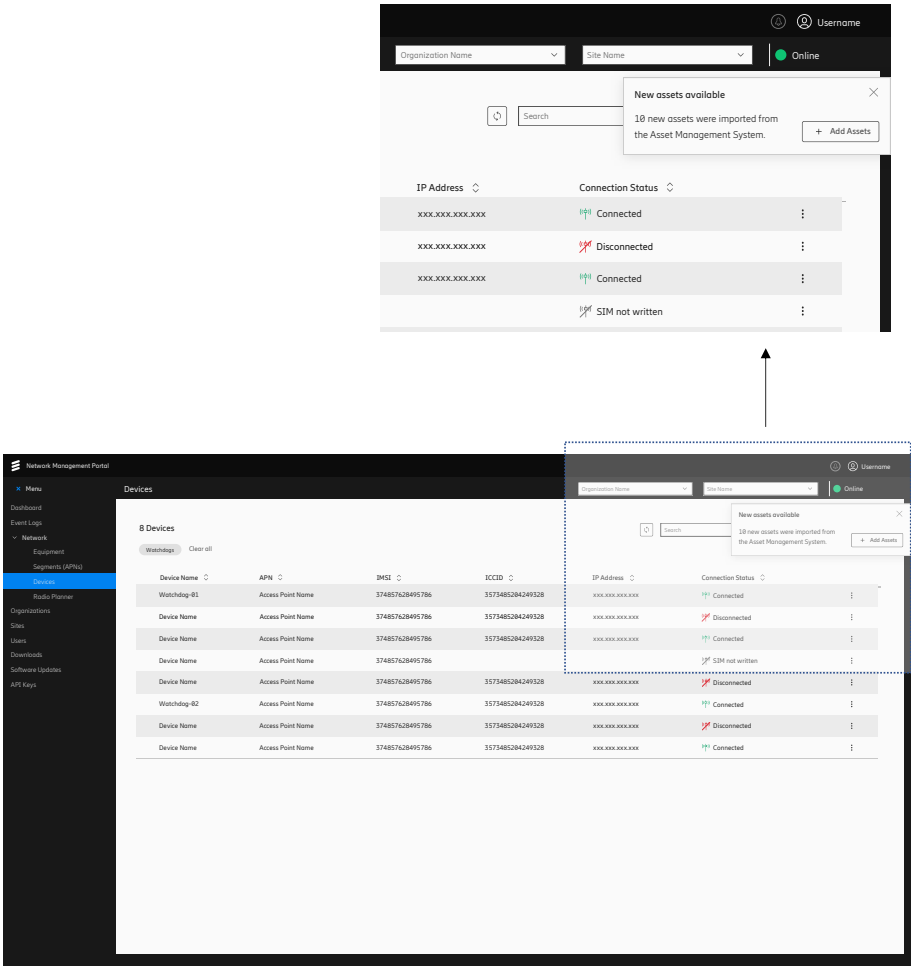 Username
Organization Name Site Name Online
New assets available
10 new assets were imported from
the Asset Management System.
+ Add Assets
Search
IP Address Connection Status
xxx.xxx.xxx.xxx Connected
xxx.xxx.xxx.xxx Disconnected
xxx.xxx.xxx.xxx Connected
SIM not written
Network Management Portal Username
× Menu Devices Organization Name Site Name Online
Dashboard
Event Logs
Network
Equipment
Segments (APNs)
Devices
Radio Planner
Organizations
Sites
Users
Downloads
Software Updates
API Keys
8 Devices
Search
New assets available
10 new assets were imported from
the Asset Management System.
+ Add Assets
Watchdogs Clear all
Device Name APN IMSI ICCID IP Address Connection Status
Watchdog-01 Access Point Name 374857628495786 3573485204249328 xxx.xxx.xxx.xxx Connected
Device Name Access Point Name 374857628495786 3573485204249328 xxx.xxx.xxx.xxx Disconnected
Device Name Access Point Name 374857628495786 3573485204249328 xxx.xxx.xxx.xxx Connected
Device Name Access Point Name 374857628495786 SIM not written
Device Name Access Point Name 374857628495786 3573485204249328 xxx.xxx.xxx.xxx Disconnected
Watchdog-02 Access Point Name 374857628495786 3573485204249328 xxx.xxx.xxx.xxx Connected
Device Name Access Point Name 374857628495786 3573485204249328 xxx.xxx.xxx.xxx Disconnected
Device Name Access Point Name 374857628495786 3573485204249328 xxx.xxx.xxx.xxx Connected